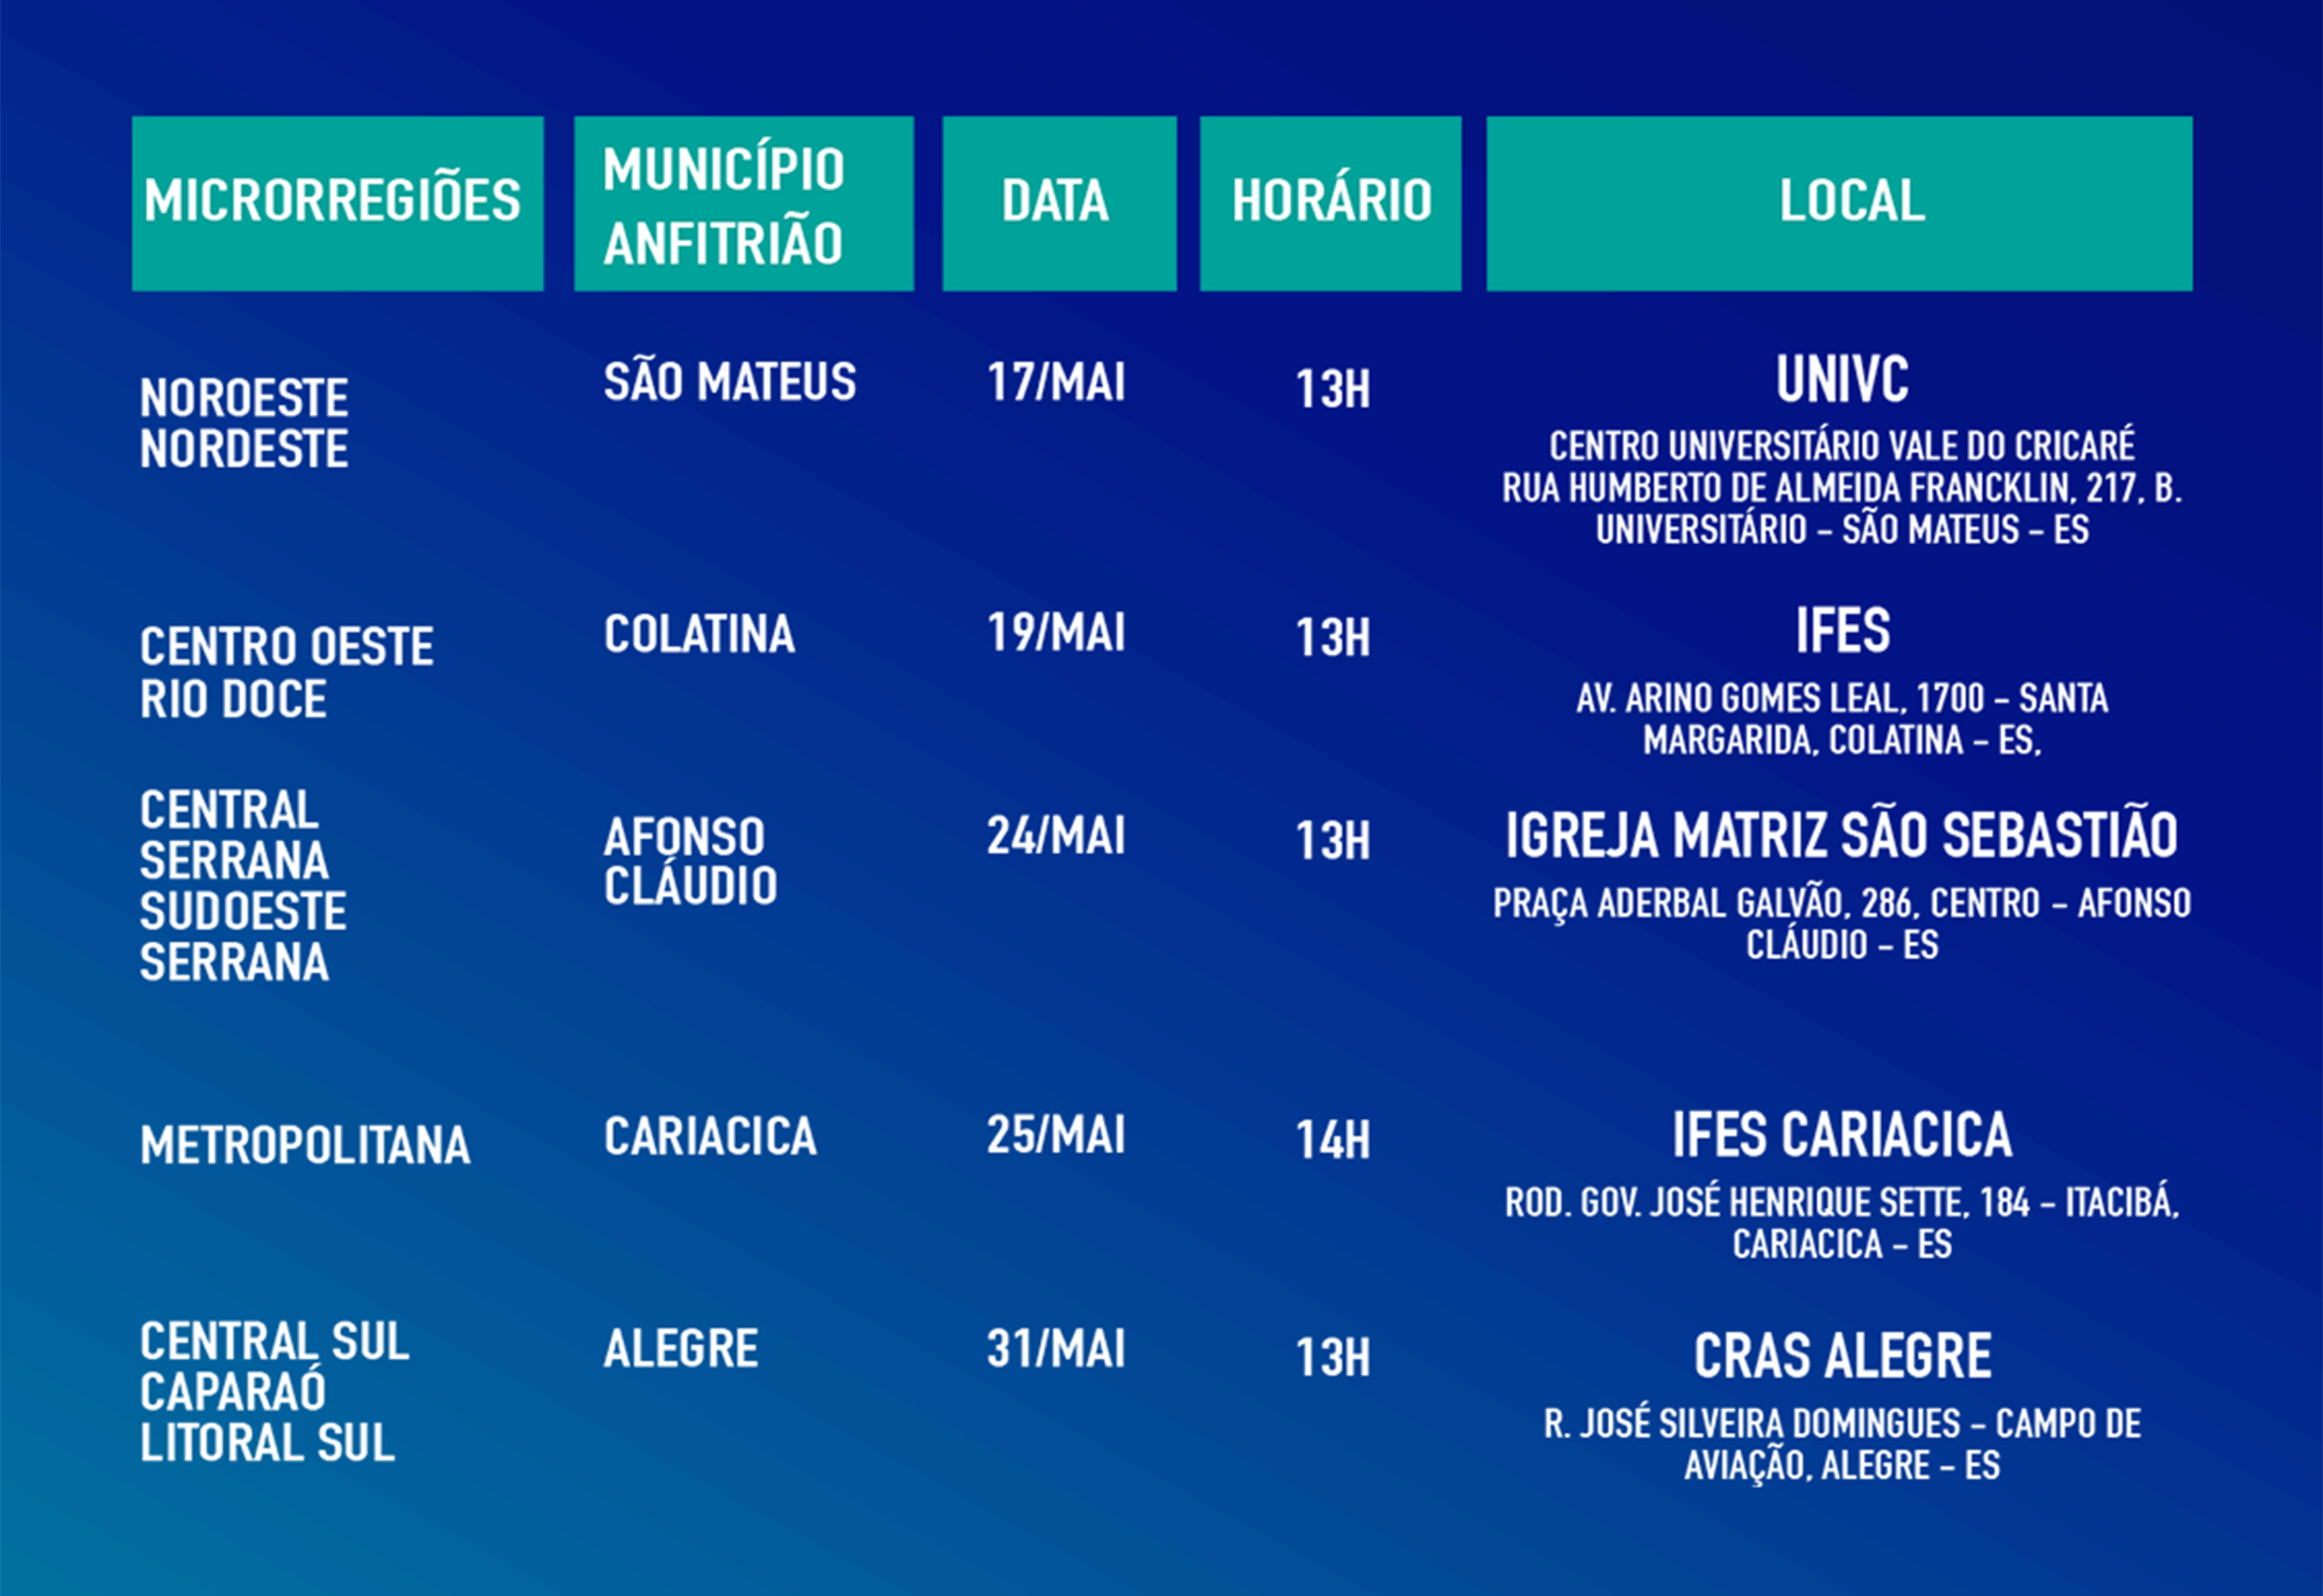 MICRORREGIÕES
MUNICÍPIO
ANFITRIÃO
DATA
HORÁRIO
LOCAL
NOROESTE
NORDESTE
SÃO MATEUS
17/MAI
13H
UNIVC
CENTRO UNIVERSITÁRIO VALE DO CRICARÉ
RUA HUMBERTO DE ALMEIDA FRANCKLIN, 217, B.
UNIVERSITÁRIO – SÃO MATEUS – ES
CENTRO OESTE
RIO DOCE
COLATINA
19/MAI
13H
IFES
AV. ARINO GOMES LEAL, 1700 – SANTA
MARGARIDA, COLATINA – ES,
CENTRAL
SERRANA
SUDOESTE
SERRANA
AFONSO
CLÁUDIO
24/MAI
13H
IGREJA MATRIZ SÃO SEBASTIÃO
PRAÇA ADERBAL GALVÃO, 286, CENTRO – AFONSO
CLÁUDIO – ES
METROPOLITANA
CARIACICA
25/MAI
14H
IFES CARIACICA
ROD. GOV. JOSÉ HENRIQUE SETTE, 184 – ITACIBÁ,
CARIACICA – ES
CENTRAL SUL
CAPARAÓ
LITORAL SUL
ALEGRE
31/MAI
13H
CRAS ALEGRE
R. JOSÉ SILVEIRA DOMINGUES – CAMPO DE
AVIAÇÃO, ALEGRE – ES